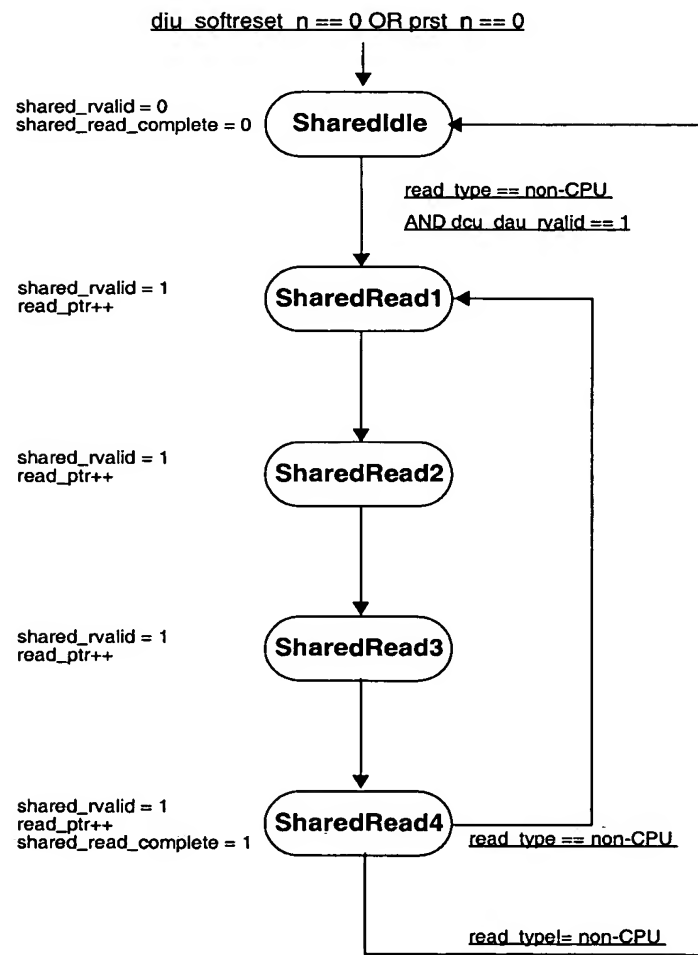 diu_softreset_n == 0 OR prst_n == 0
shared_rvalid = 0
shared_read_complete = 0
SharedIdle
read_type == non-CPU
AND dcu_dau_rvalid == 1
shared_rvalid = 1
read_ptr++
SharedRead1
shared_rvalid = 1
read_ptr++
SharedRead2
shared_rvalid = 1
read_ptr++
SharedRead3
shared_rvalid = 1
read_ptr++
shared_read_complete = 1
SharedRead4
read_type == non-CPU
read_type!= non-CPU